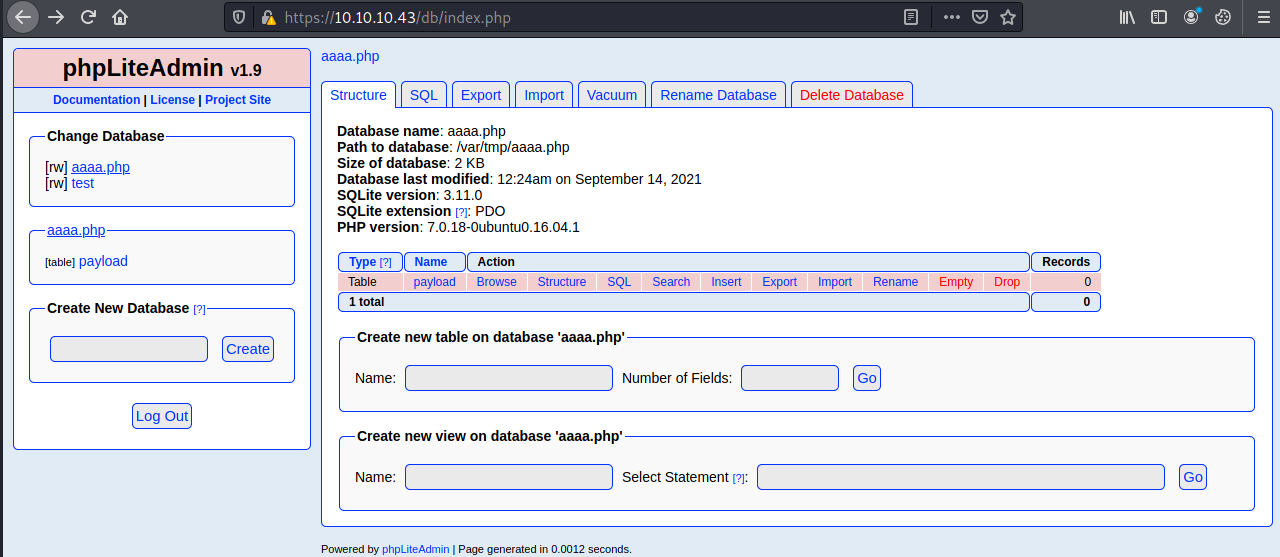 https://10.10.10.43/db/index.php
phpLiteAdmin v1.9
Documentation | License | Project Site
Change Database
[rw] aaaa.php
[rw] test
aaaa.php
[table] payload
Create New Database [?]
Create
Log Out
aaaa.php
Structure SQL Export Import Vacuum Rename Database Delete Database
Database name: aaaa.php
Path to database: /var/tmp/aaaa.php
Size of database: 2 KB
Database last modified: 12:24am on September 14, 2021
SQLite version: 3.11.0
SQLite extension [?]: PDO
PHP version: 7.0.18-0ubuntu0.16.04.1
Type [?] Name Action Records
Table payload Browse Structure SQL Search Insert Export Import Rename Empty Drop 0
1 total 0
Create new table on database 'aaaa.php'
Name: Number of Fields: Go
Create new view on database 'aaaa.php'
Name: Select Statement [?]: Go
Powered by phpLiteAdmin | Page generated in 0.0012 seconds.